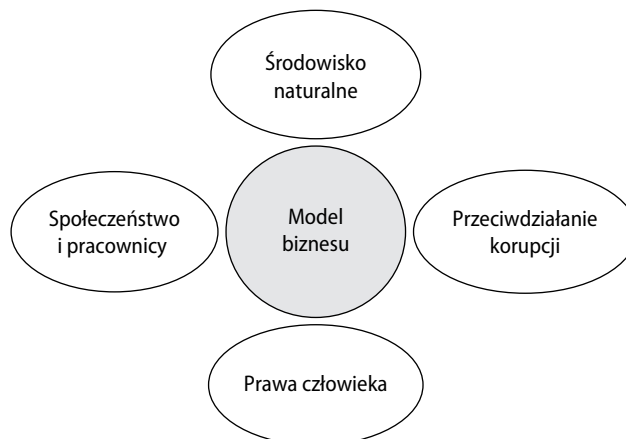 Środowisko
naturalne
Społeczeństwo
i pracownicy
Model
biznesu
Przeciwdziałanie
korupcji
Prawa człowieka